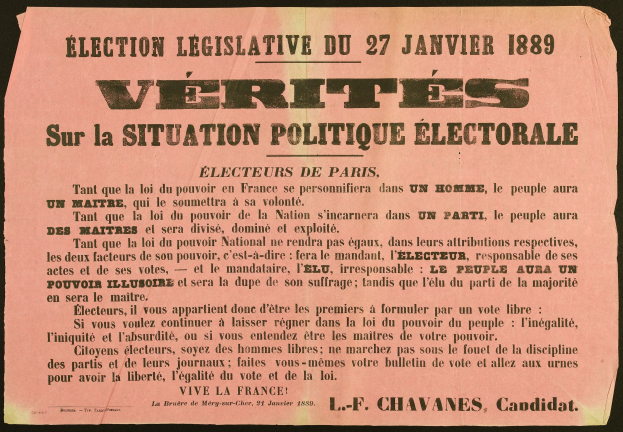 ÉLECTION LÉGISLATIVE DU 27 JANVIER 1889
VÉRITÉS
Sur la SITUATION POLITIQUE ÉLECTORALE
ÉLECTEURS DE PARIS,
Tant que la loi du pouvoir en France se personnifiera dans UN HOMME, le peuple aura
UN MAITRE, qui le soumettra à sa volonté.
Tant que la loi du pouvoir de la Nation s'incarnera dans UN PARTI, le peuple aura
DES MAITRES et sera divisé, dominé et exploité.
Tant que la loi du pouvoir National ne rendra pas égaux, dans leurs attributions respectives,
les deux facteurs de son pouvoir, c'est-à-dire : fera le mandant, l'ÉLECTEUR, responsable de ses
actes et de ses votes, — et le mandataire, l'ÉLU, irresponsable : LE PEUPLE AURA UN
POUVOIR ILLUSOIRE et sera la dupe de son suffrage; tandis que l'élu du parti de la majorité
en sera le maître.
Électeurs, il vous appartient donc d'être les premiers à formuler par un vote libre :
Si vous voulez continuer à laisser régner dans la loi du pouvoir du peuple : l'inégalité,
l'iniquité et l'absurdité, ou si vous entendez être les maîtres de votre pouvoir.
Citoyens électeurs, soyez des hommes libres; ne marchez pas sous le fouet de la discipline
des partis et de leurs journaux; faites vous-mêmes votre bulletin de vote et allez aux urnes
pour avoir la liberté, l'égalité du vote et de la loi.
VIVE LA FRANCE!
La Bruère de Méry-sur-Cher, 21 Janvier 1889.
L.-F. CHAVANES, Candidat.